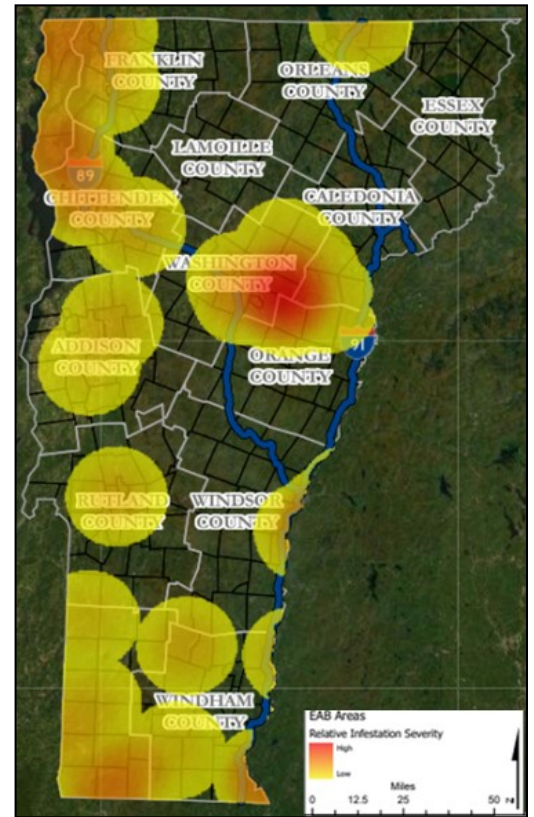 FRANKLIN
COUNTY
ORLEANS
COUNTY
ESSEX
COUNTY
LAMOILLE
COUNTY
89
CHITTENDEN
COUNTY
CALEDONIA
COUNTY
WASHINGTON
COUNTY
91
ADDISON
COUNTY
ORANGE
COUNTY
RUTLAND
COUNTY
WINDSOR
COUNTY
WINDHAM
COUNTY
EAB Areas
Relative Infestation Severity
High
Low
Miles
0 12.5 25 50 N